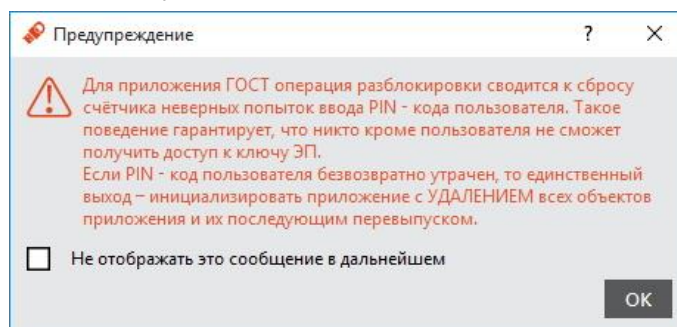 Предупреждение
Для приложения ГОСТ операция разблокировки сводится к сбросу
счётчика неверных попыток ввода PIN - кода пользователя. Такое
поведение гарантирует, что никто кроме пользователя не сможет
получить доступ к ключу ЭП.
Если PIN - код пользователя безвозвратно утрачен, то единственный
выход – инициализировать приложение с УДАЛЕНИЕМ всех объектов
приложения и их последующим перевыпуском.
Не отображать это сообщение в дальнейшем
ОК